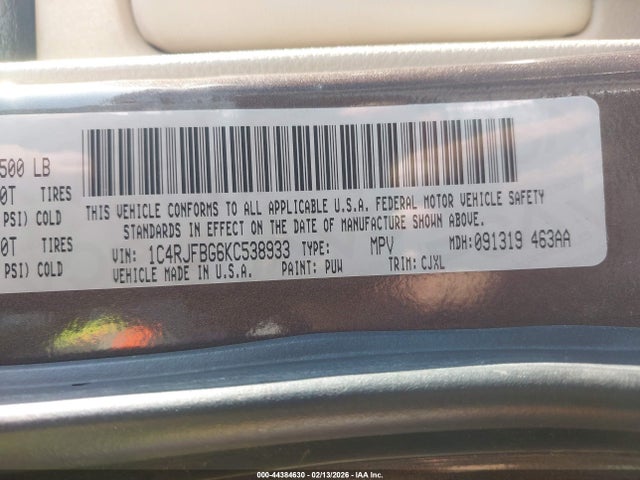 500 LB
0T TIRES
PSI) COLD
0T TIRES
PSI) COLD
THIS VEHICLE CONFORMS TO ALL APPLICABLE U.S.A. FEDERAL MOTOR VEHICLE SAFETY
STANDARDS IN EFFECT ON THE DATE OF MANUFACTURE SHOWN ABOVE.
VIN: 1C4RJFBG6KC538933 TYPE: MPV MDH: 091319 463AA
VEHICLE MADE IN U.S.A. PAINT: PUW TRIM: CJXL
000-44384630 - 02/13/2026 - IAA Inc.